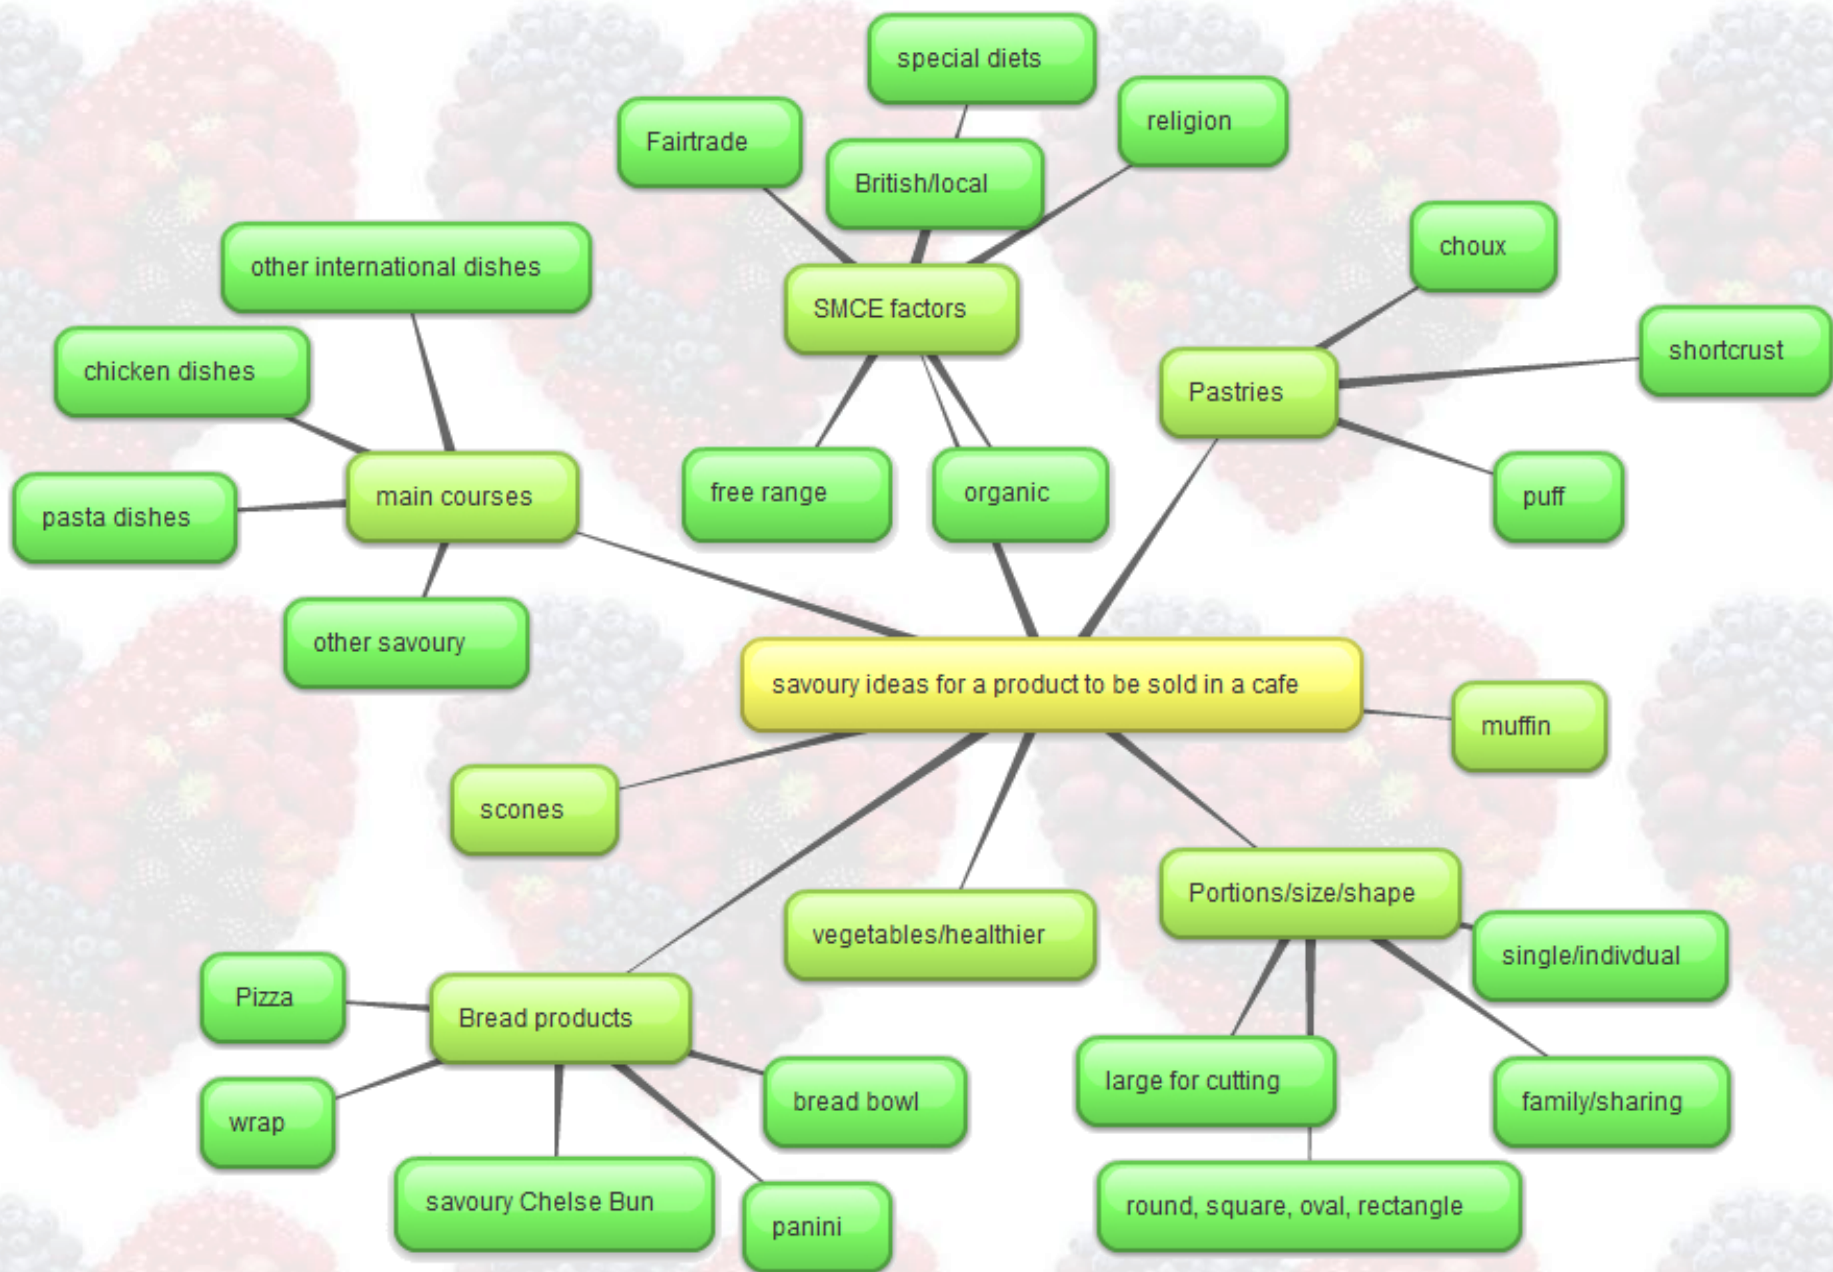 special diets
religion
Fairtrade
British/local
choux
other international dishes
SMCE factors
shortcrust
chicken dishes
Pastries
main courses
free range
organic
puff
pasta dishes
other savoury
savoury ideas for a product to be sold in a cafe
muffin
scones
Portions/size/shape
vegetables/healthier
single/indivdual
Pizza
Bread products
large for cutting
bread bowl
family/sharing
wrap
savoury Chelse Bun
round, square, oval, rectangle
panini